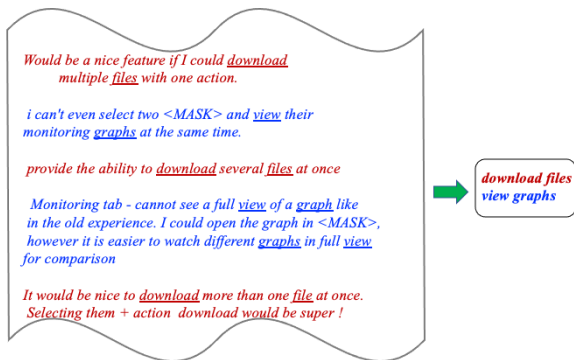 Would be a nice feature if I could download
multiple files with one action.
i can't even select two <MASK> and view their
monitoring graphs at the same time.
provide the ability to download several files at once
Monitoring tab - cannot see a full view of a graph like
in the old experience. I could open the graph in <MASK>,
however it is easier to watch different graphs in full view
for comparison
It would be nice to download more than one file at once.
Selecting them + action download would be super !
download files
view graphs